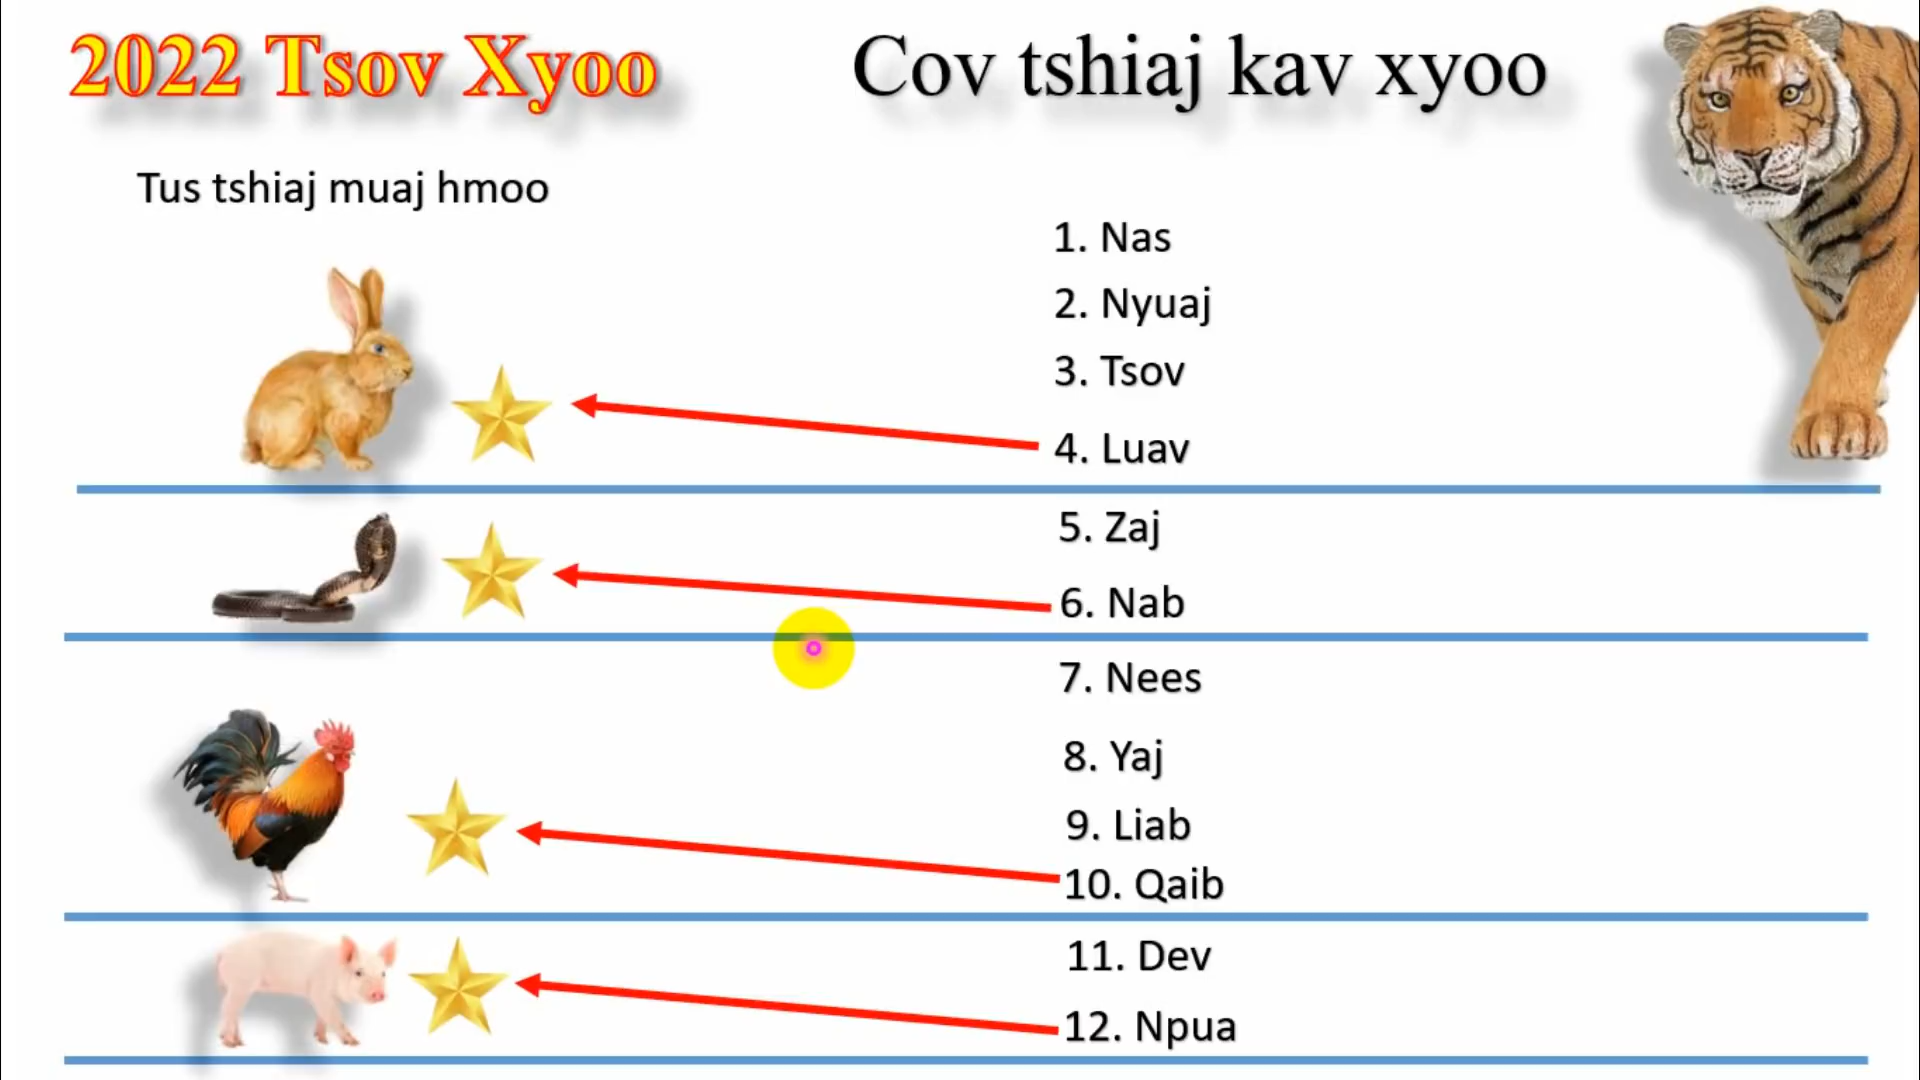 2022 Tsov Xyoo
Cov tshiaj kav xyoo
Tus tshiaj muaj hmoo
1. Nas
2. Nyuaj
3. Tsov
4. Luav
5. Zaj
6. Nab
7. Nees
8. Yaj
9. Liab
10. Qaib
11. Dev
12. Npua